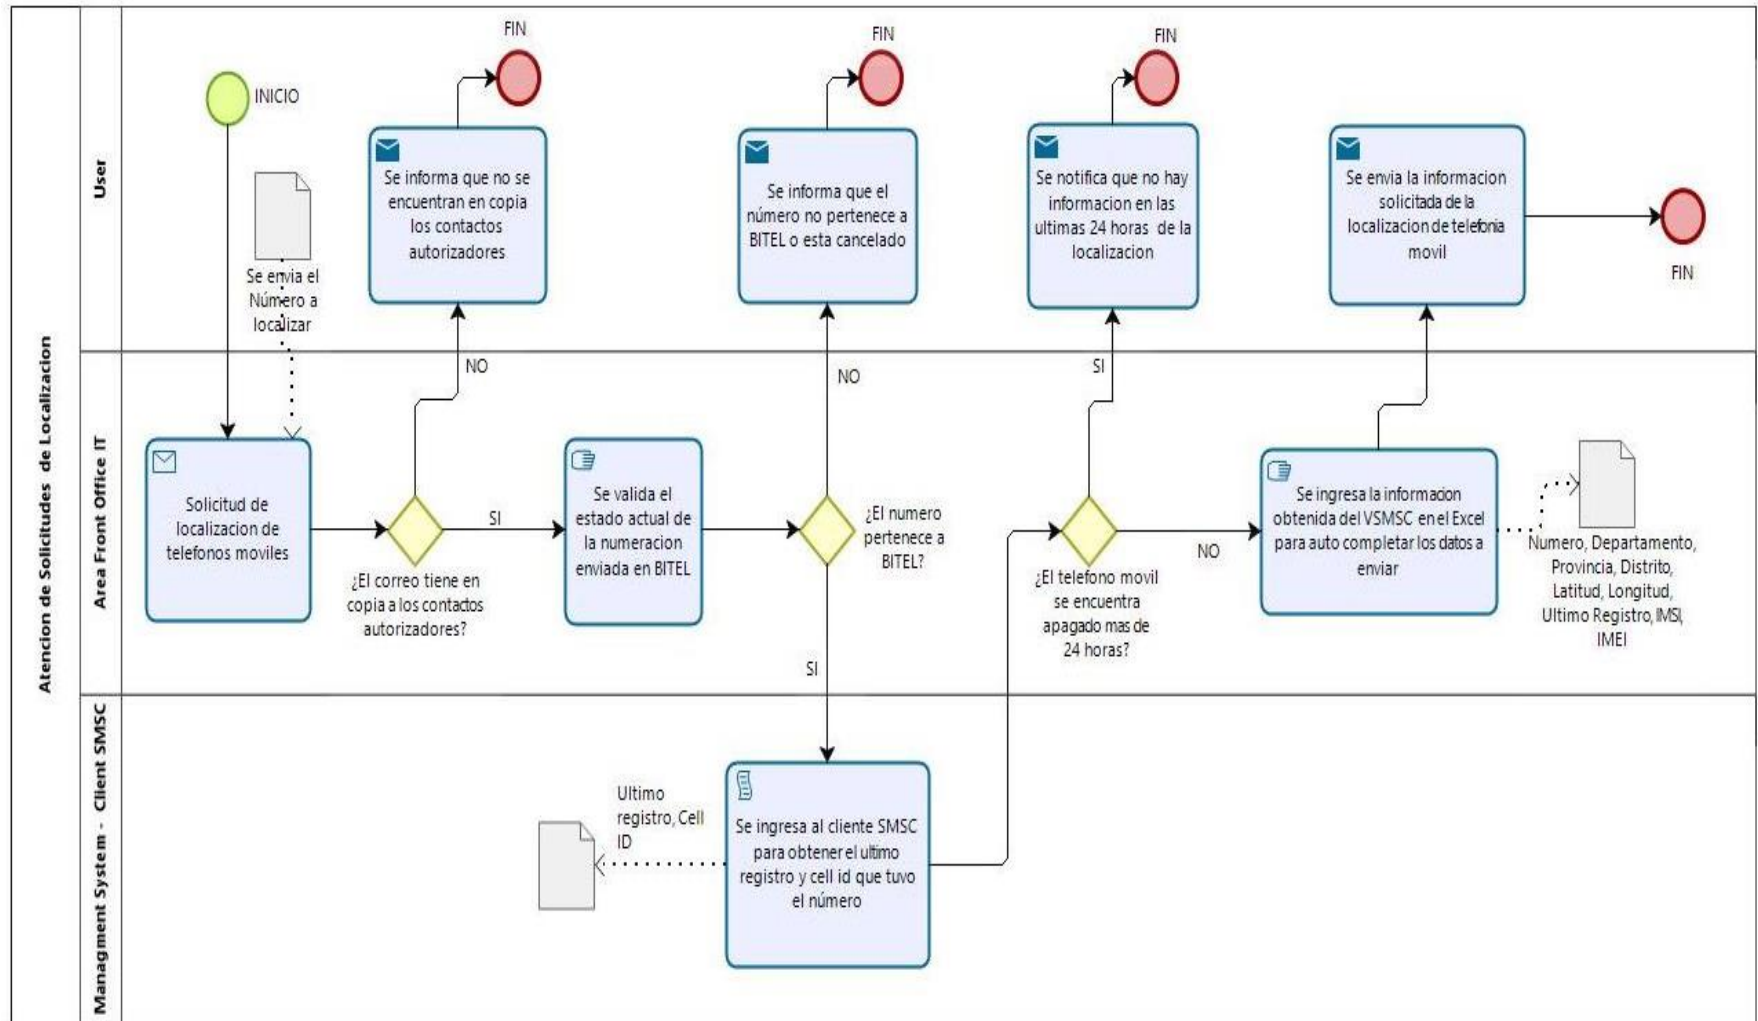 Atencion de Solicitudes de Localizacion
User
INICIO
Se envia el
Número a
localizar
FIN
Se informa que no se
encuentran en copia
los contactos
autorizadores
FIN
Se informa que el
número no pertenece a
BITEL o esta cancelado
FIN
Se notifica que no hay
informacion en las
ultimas 24 horas de la
localizacion
Se envia la informacion
solicitada de la
localizacion de telefonia
movil
FIN
Area Front Office IT
Solicitud de
localizacion de
telefonos moviles
NO
SI
¿El correo tiene en
copia a los contactos
autorizadores?
Se valida el
estado actual de
la numeracion
enviada en BITEL
NO
¿El numero
pertenece a
BITEL?
SI
SI
NO
¿El telefono movil
se encuentra
apagado mas de
24 horas?
Se ingresa la informacion
obtenida del VSMSC en el Excel
para auto completar los datos a
enviar
Numero, Departamento,
Provincia, Distrito,
Latitud, Longitud,
Ultimo Registro, IMSI,
IMEI
Managment System - Client SMSC
Ultimo
registro, Cell
ID
Se ingresa al cliente SMSC
para obtener el ultimo
registro y cell id que tuvo
el número